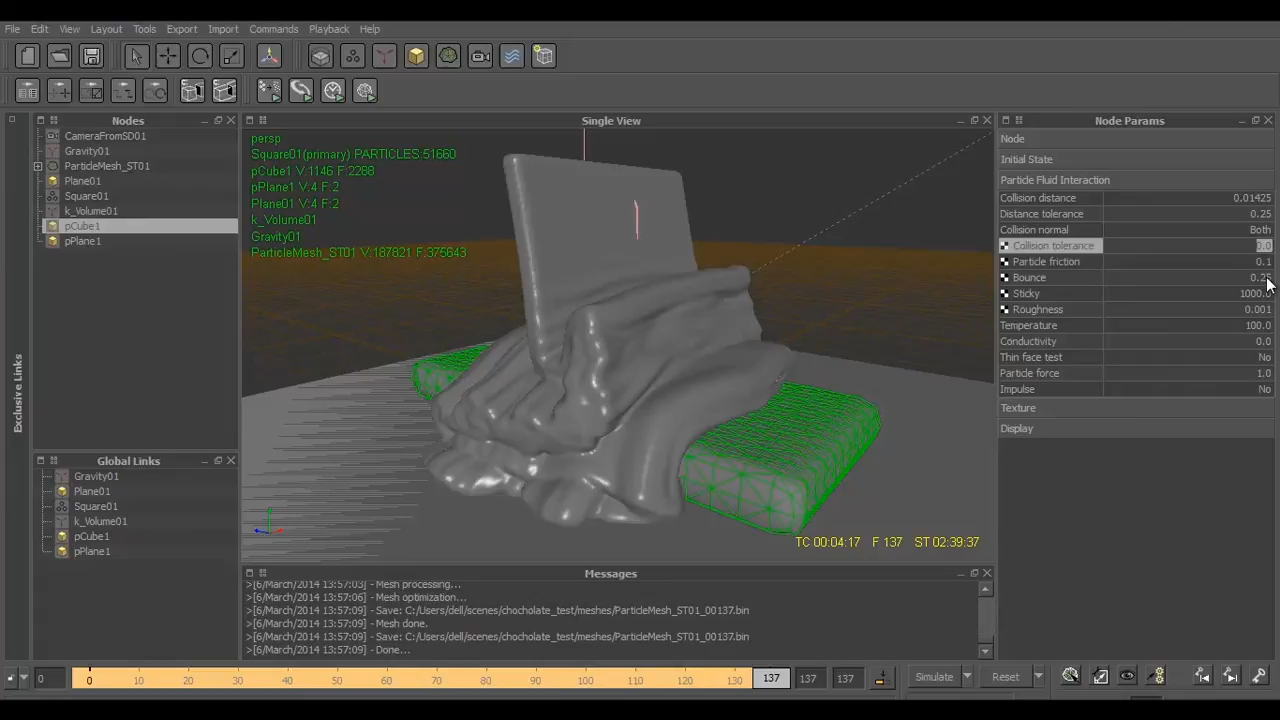 File Edit View Layout Tools Export Import Commands Playback Help
Nodes
CameraFromSD01
Gravity01
ParticleMesh_ST01
Plane01
Square01
k_Volume01
pCube1
pPlane1
Exclusive Links
Global Links
Gravity01
Plane01
Square01
k_Volume01
pCube1
pPlane1
Single View
persp
Square01(primary) PARTICLES:51660
pCube1 V:1146 F:2288
pPlane1 V:4 F:2
Plane01 V:4 F:2
k_Volume01
Gravity01
ParticleMesh_ST01 V:187821 F:375643
TC 00:04:17 F 137 ST 02:39:37
Messages
>[6/March/2014 13:57:03] - Mesh processing...
>[6/March/2014 13:57:06] - Mesh optimization...
>[6/March/2014 13:57:09] - Save: C:/Users/dell/scenes/chocholate_test/meshes/ParticleMesh_ST01_00137.bin
>[6/March/2014 13:57:09] - Mesh done.
>[6/March/2014 13:57:09] - Save: C:/Users/dell/scenes/chocholate_test/meshes/ParticleMesh_ST01_00137.bin
>[6/March/2014 13:57:09] - Done...
Node Params
Node
Initial State
Particle Fluid Interaction
Collision distance 0.01425
Distance tolerance 0.25
Collision normal Both
Collision tolerance 0.0
Particle friction 0.1
Bounce 0.25
Sticky 1000.0
Roughness 0.001
Temperature 100.0
Conductivity 0.0
Thin face test No
Particle force 1.0
Impulse No
Texture
Display
0 0 10 20 30 40 50 60 70 80 90 100 110 120 130 137 137 137 Simulate Reset